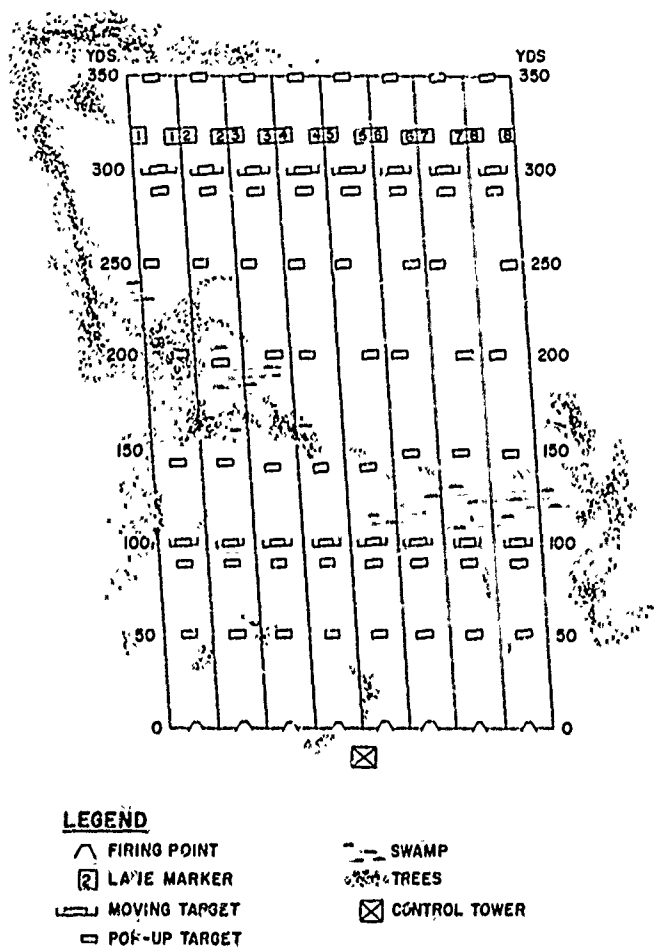 YDS YDS
350 350
1 1 2 2 3 3 4 4 5 5 6 6 7 7 8 8
300 300
250 250
200 200
150 150
100 100
50 50
0 0
LEGEND
FIRING POINT
SWAMP
2 LANE MARKER
TREES
MOVING TARGET
CONTROL TOWER
POP-UP TARGET